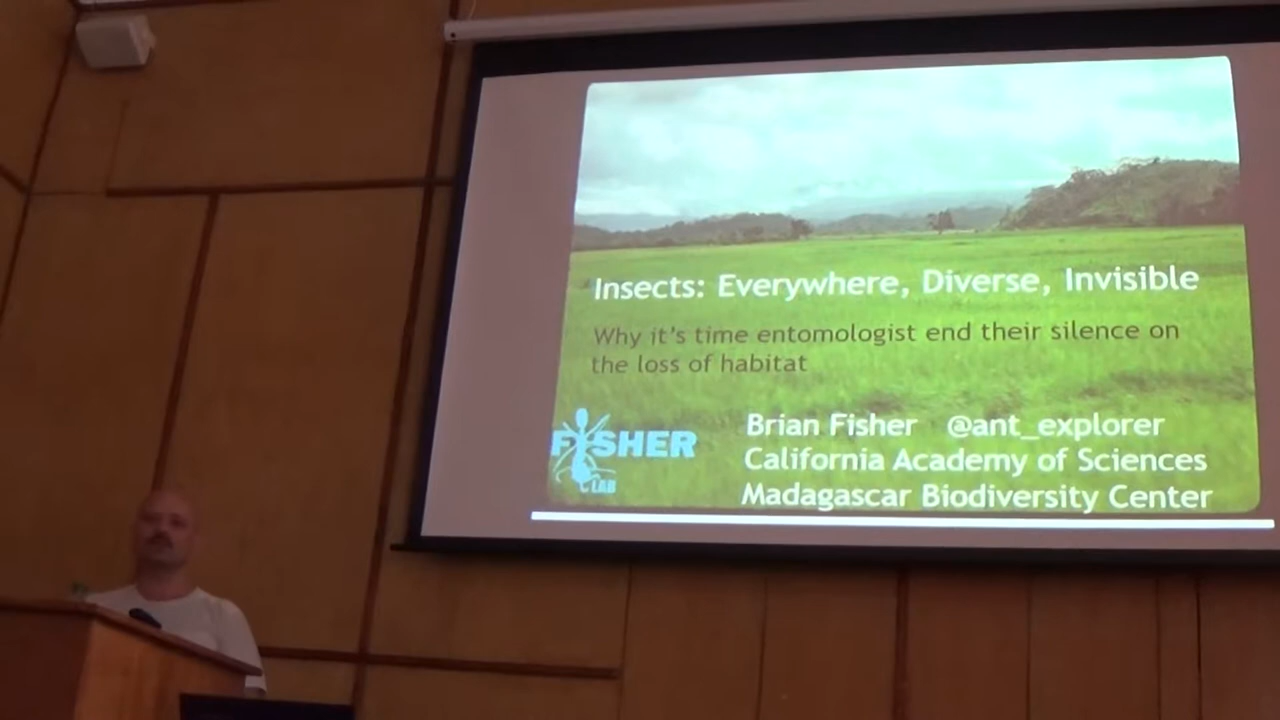 Insects: Everywhere, Diverse, Invisible
Why it's time entomologist end their silence on
the loss of habitat
FISHER
LAB
Brian Fisher @ant_explorer
California Academy of Sciences
Madagascar Biodiversity Center